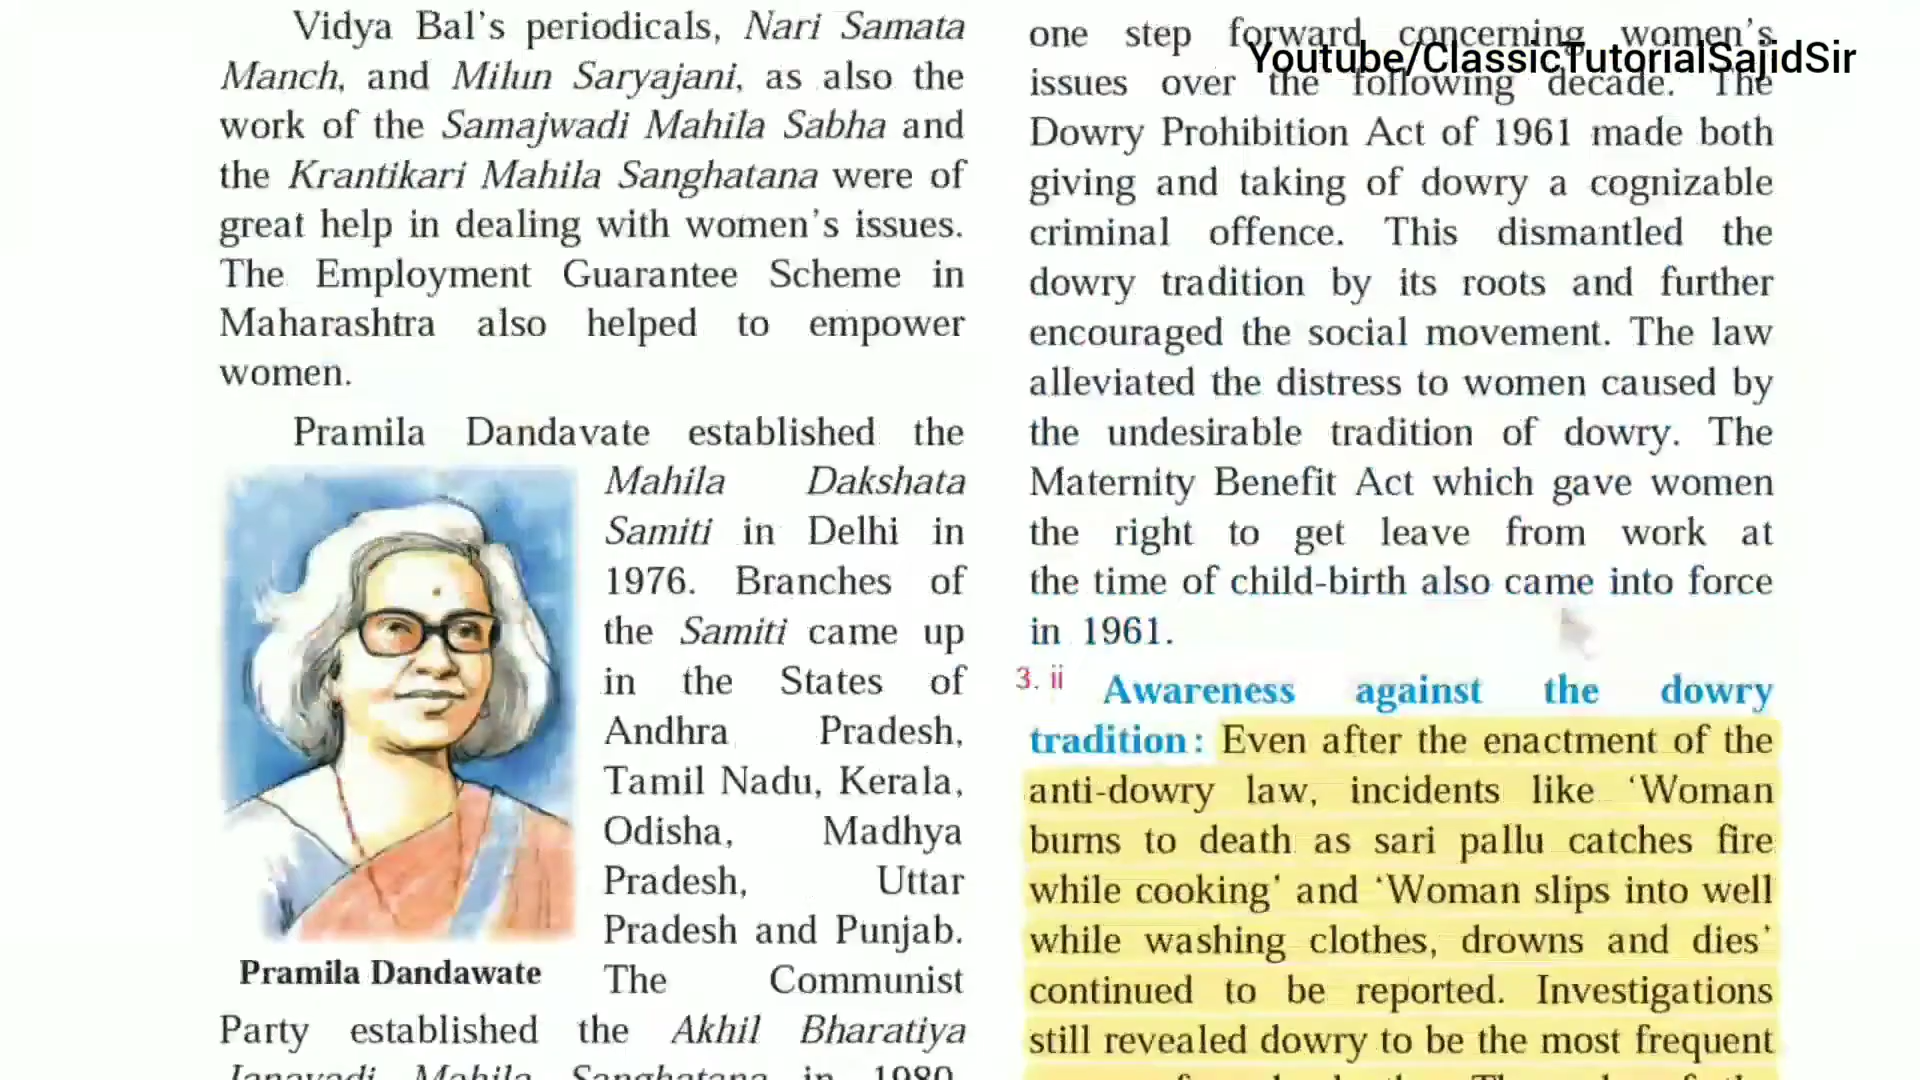 Vidya Bal's periodicals, Nari Samata
Manch, and Milun Saryajani, as also the
work of the Samajwadi Mahila Sabha and
the Krantikari Mahila Sanghatana were of
great help in dealing with women's issues.
The Employment Guarantee Scheme in
Maharashtra also helped to empower
women.
Pramila Dandavate established the
Mahila Dakshata
Samiti in Delhi in
1976. Branches of
the Samiti came up
in the States of
Andhra Pradesh,
Tamil Nadu, Kerala,
Odisha, Madhya
Pradesh, Uttar
Pradesh and Punjab.
The Communist
Pramila Dandawate
Party established the Akhil Bharatiya
Janavadi Mahila Sanghatana in 1980.
one step forward concerning women's
Youtube/ClassicTutorialSajidSir
issues over the following decade. The
Dowry Prohibition Act of 1961 made both
giving and taking of dowry a cognizable
criminal offence. This dismantled the
dowry tradition by its roots and further
encouraged the social movement. The law
alleviated the distress to women caused by
the undesirable tradition of dowry. The
Maternity Benefit Act which gave women
the right to get leave from work at
the time of child-birth also came into force
in 1961.
3. ii
Awareness against the dowry
tradition: Even after the enactment of the
anti-dowry law, incidents like 'Woman
burns to death as sari pallu catches fire
while cooking' and 'Woman slips into well
while washing clothes, drowns and dies'
continued to be reported. Investigations
still revealed dowry to be the most frequent